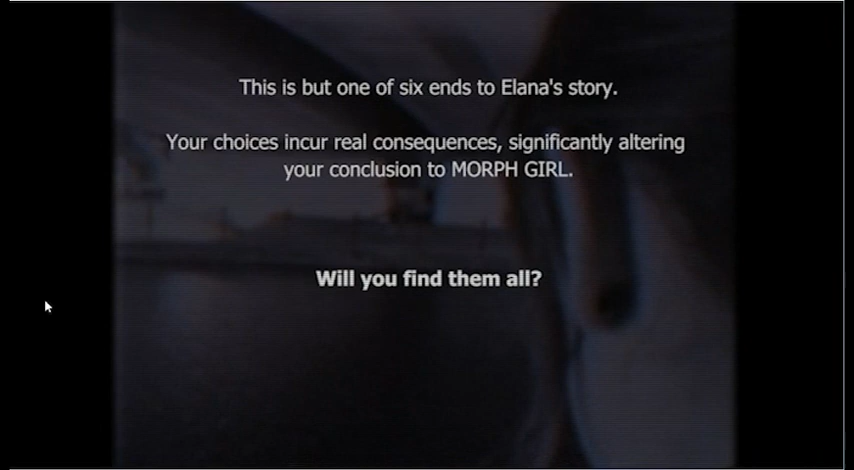 This is but one of six ends to Elana's story.
Your choices incur real consequences, significantly altering
your conclusion to MORPH GIRL.
Will you find them all?